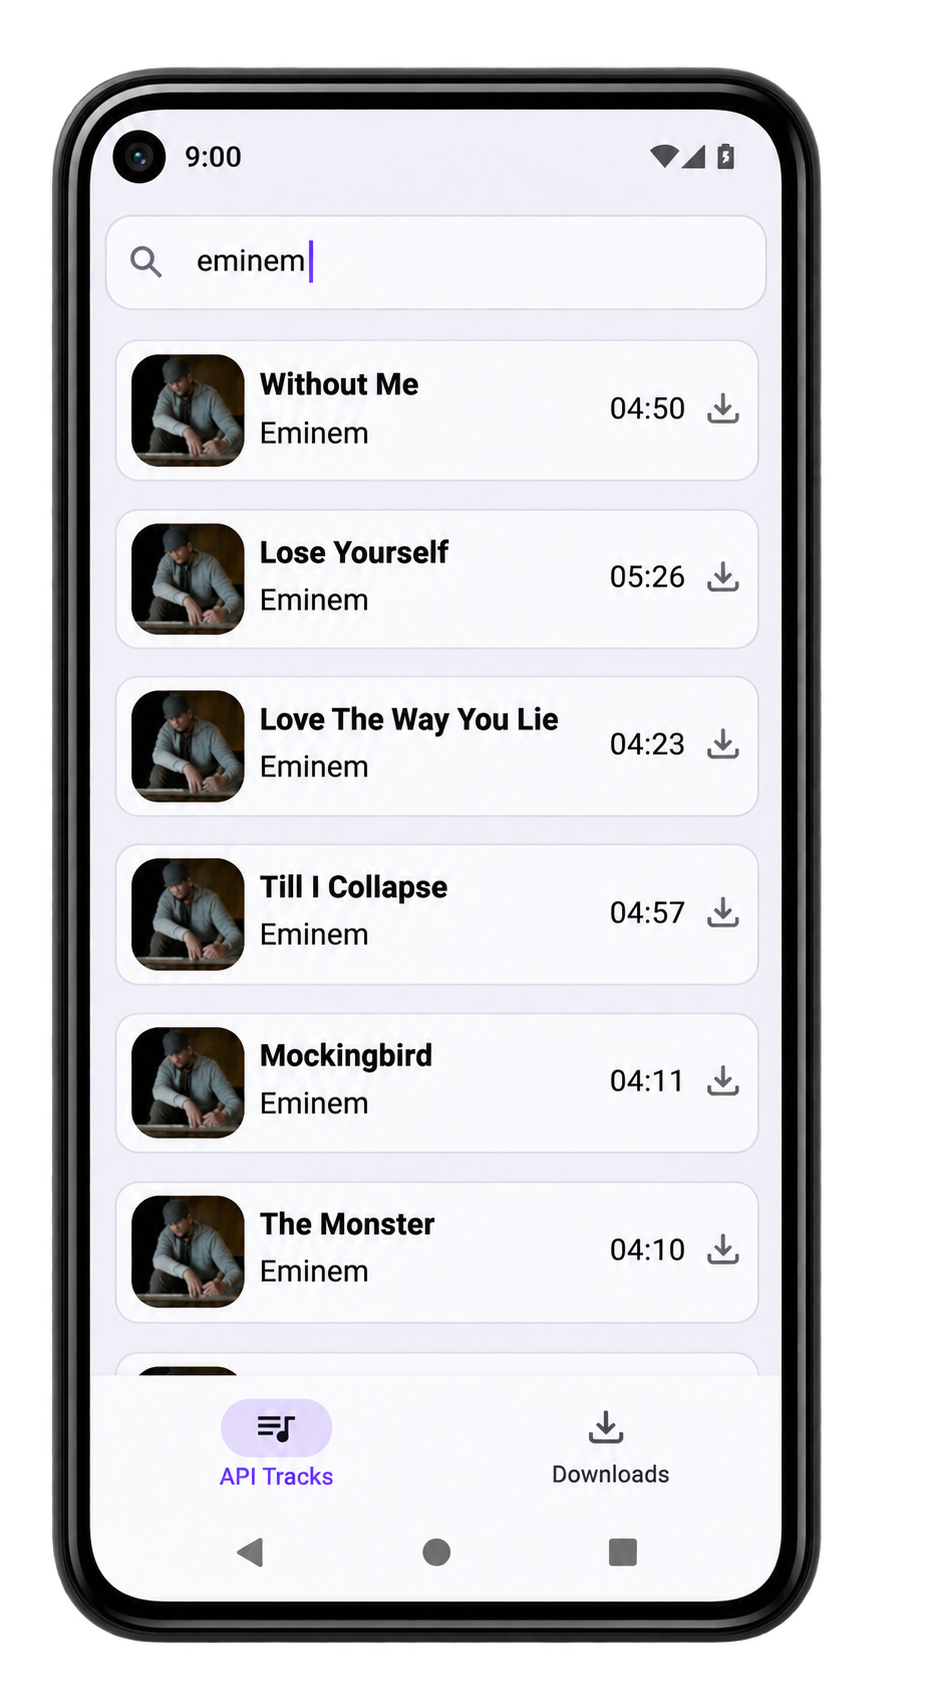 9:00
eminem
Without Me
Eminem
04:50
Lose Yourself
Eminem
05:26
Love The Way You Lie
Eminem
04:23
Till I Collapse
Eminem
04:57
Mockingbird
Eminem
04:11
The Monster
Eminem
04:10
API Tracks
Downloads